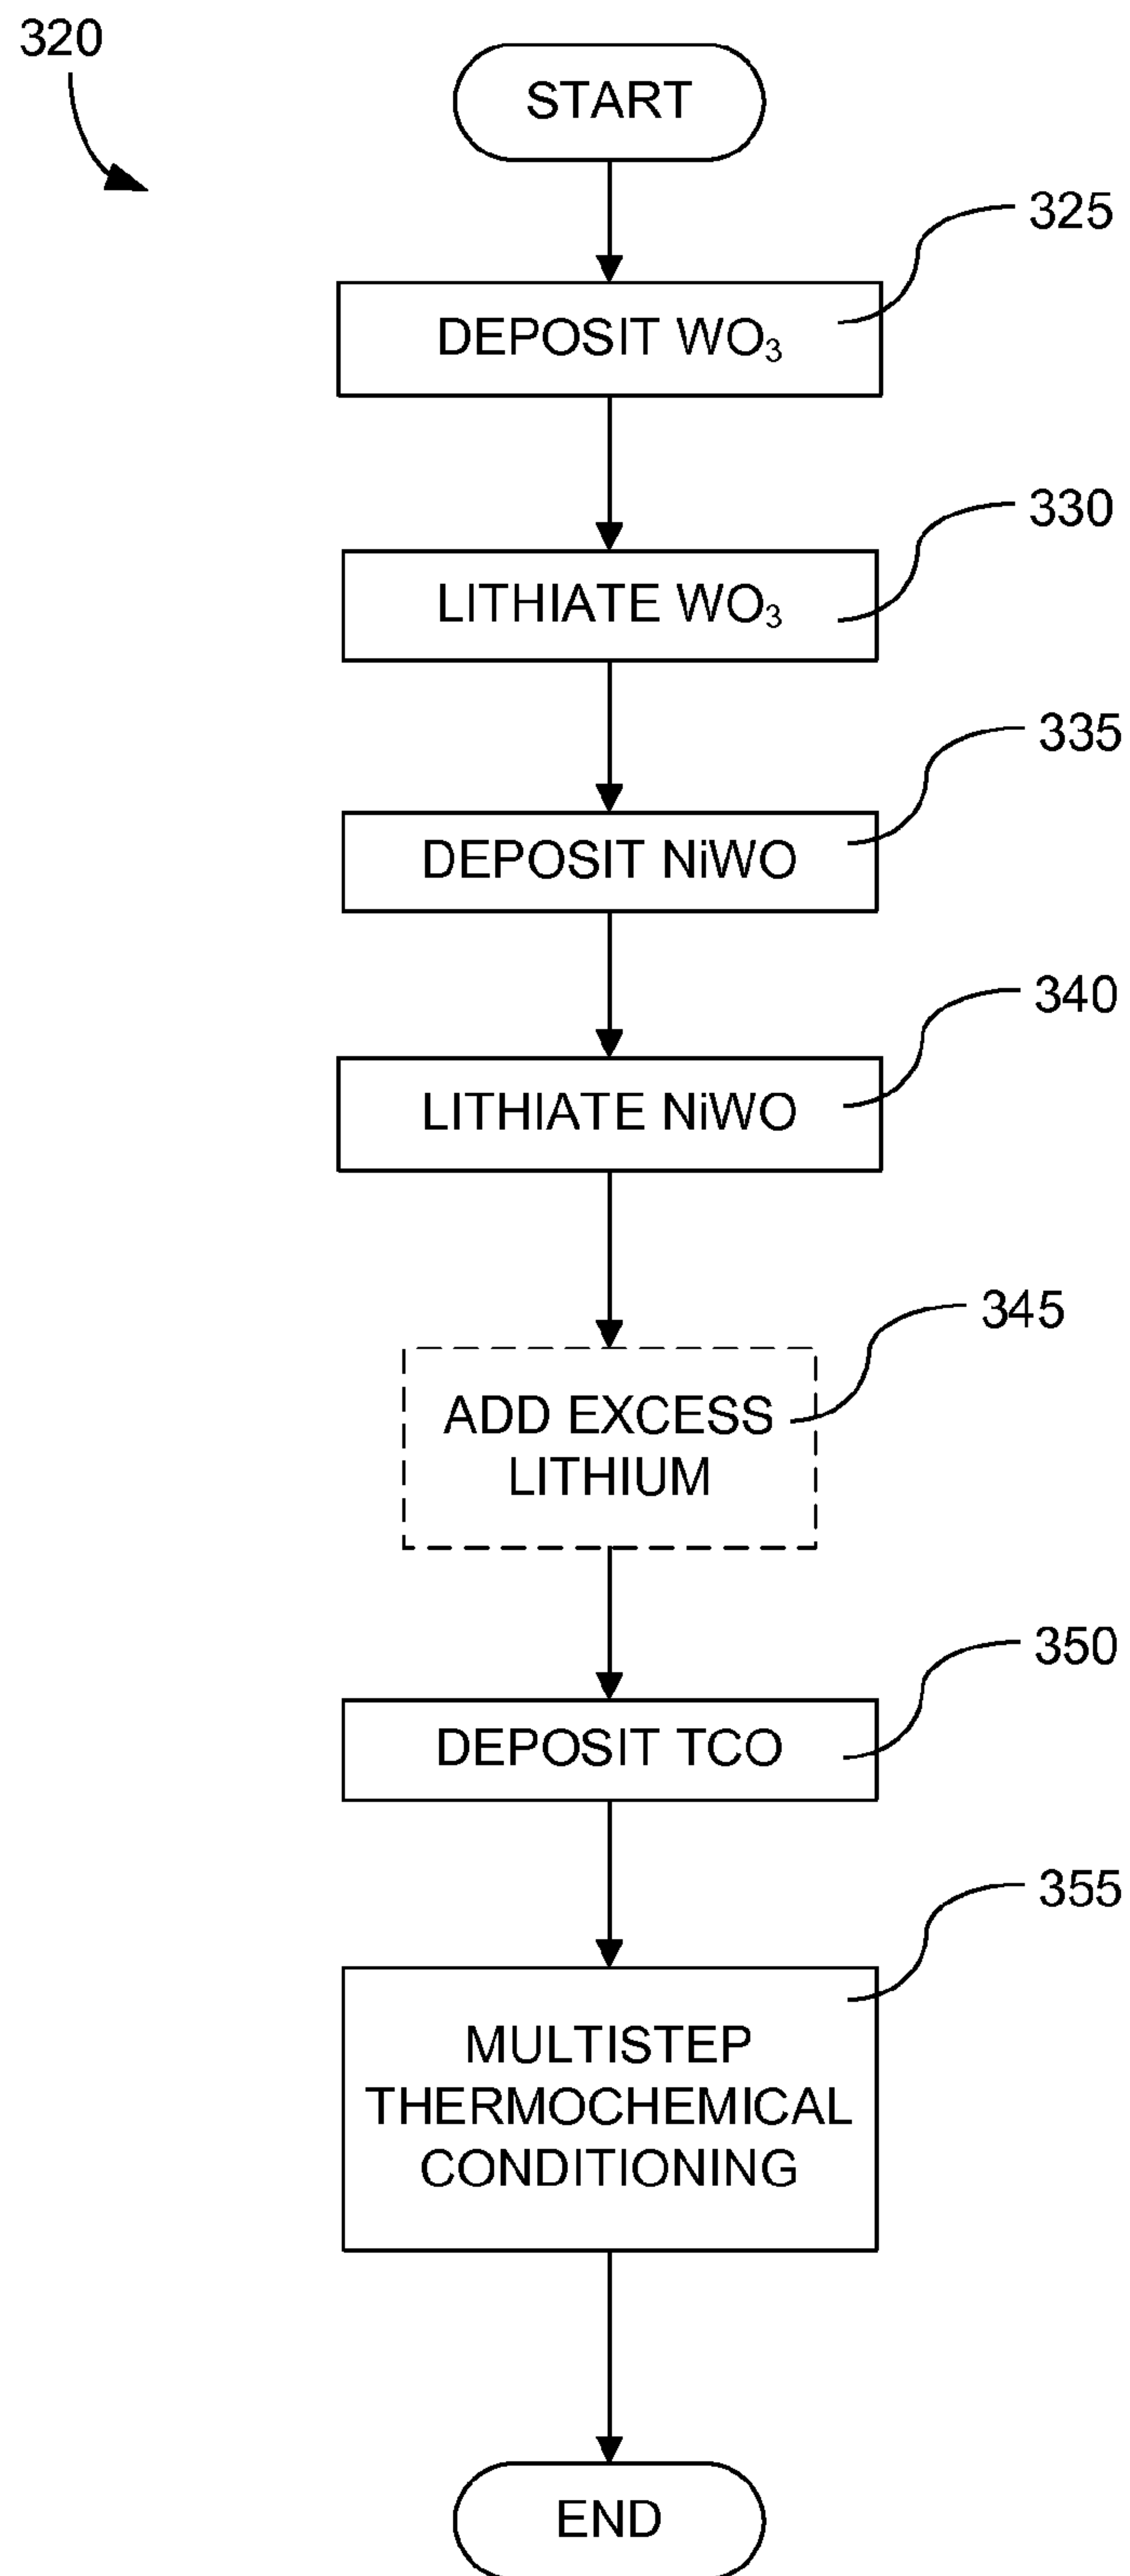 320
START
325
DEPOSIT WO₃
330
LITHIATE WO₃
335
DEPOSIT NiWO
340
LITHIATE NiWO
345
ADD EXCESS
LITHIUM
350
DEPOSIT TCO
355
MULTISTEP
THERMOCHEMICAL
CONDITIONING
END